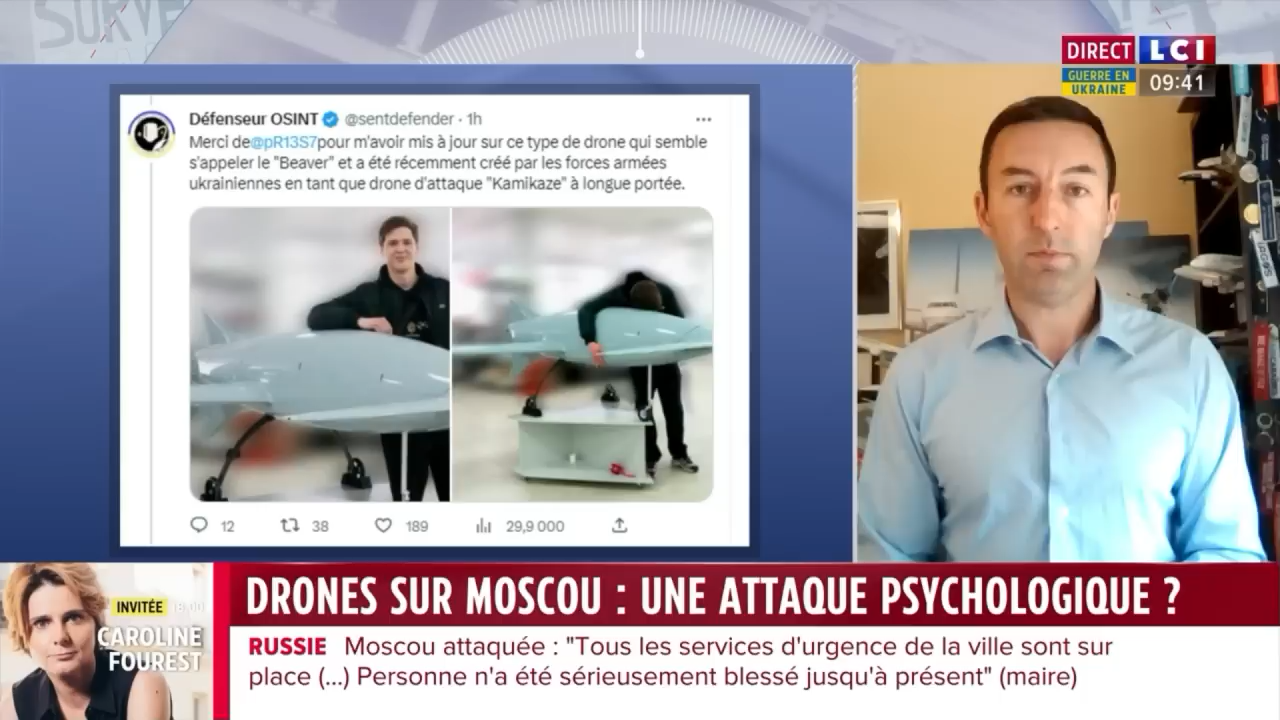 SURVE
DIRECT LCI
GUERRE EN
UKRAINE
09:41
Défenseur OSINT @sentdefender · 1h
Merci de@pR13S7pour m'avoir mis à jour sur ce type de drone qui semble
s'appeler le "Beaver" et a été récemment créé par les forces armées
ukrainiennes en tant que drone d'attaque "Kamikaze" à longue portée.
12 38 189 29,9 000
INVITÉE
CAROLINE
FOUREST
DRONES SUR MOSCOU : UNE ATTAQUE PSYCHOLOGIQUE ?
RUSSIE Moscou attaquée : "Tous les services d'urgence de la ville sont sur
place (...) Personne n'a été sérieusement blessé jusqu'à présent" (maire)